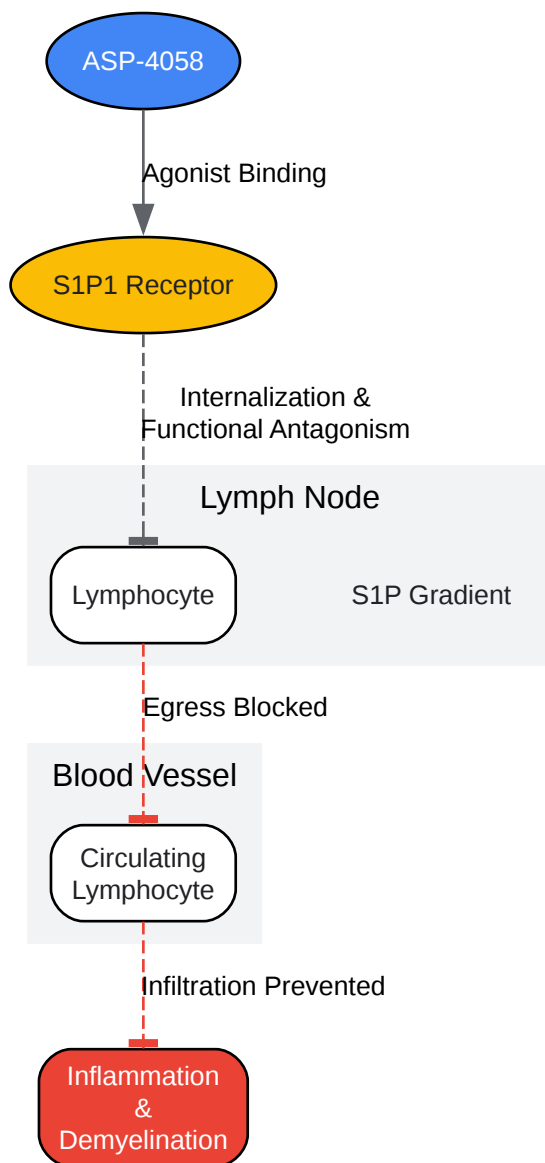 ASP-4058
Agonist Binding
S1P1 Receptor
Internalization &
Functional Antagonism
Lymph Node
Lymphocyte
S1P Gradient
Egress Blocked
Blood Vessel
Circulating
Lymphocyte
Infiltration Prevented
Inflammation
&
Demyelination